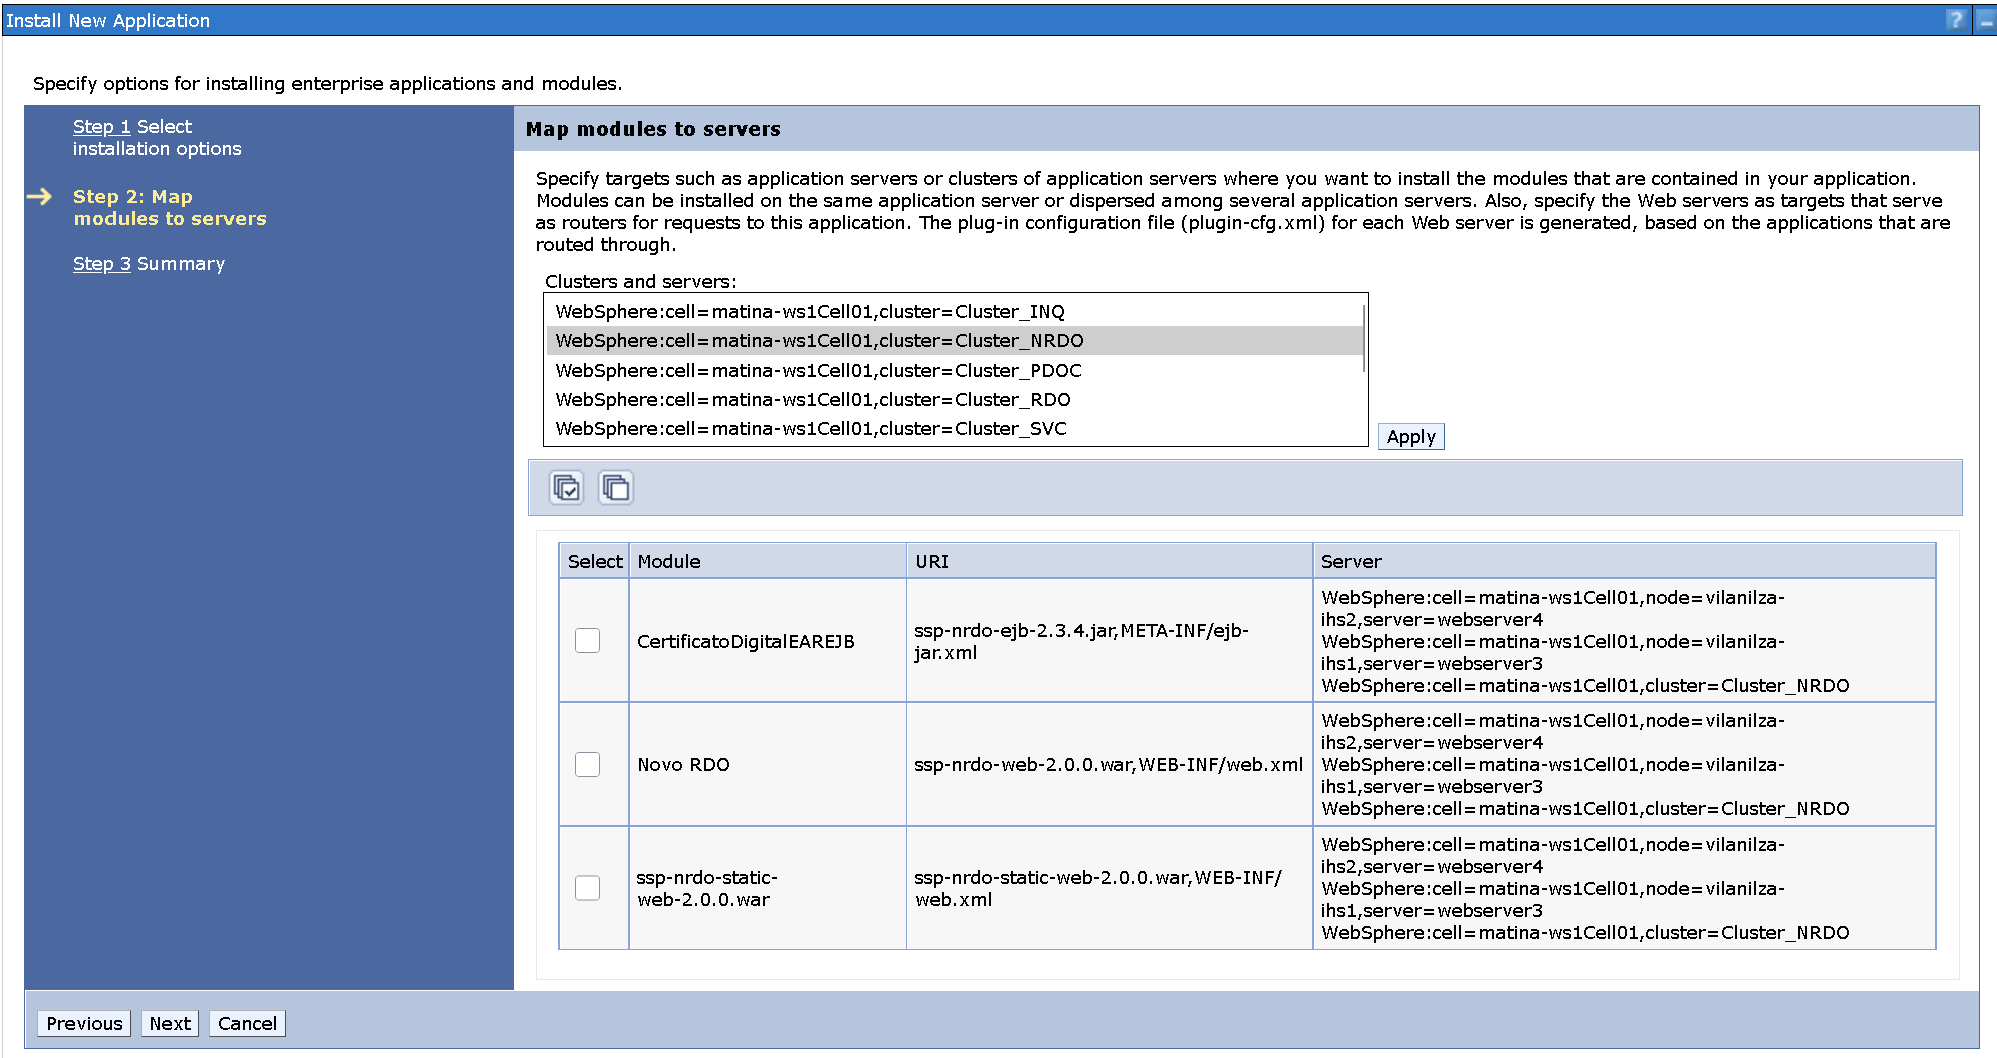 Install New Application
?
Specify options for installing enterprise applications and modules.
Step 1 Select
installation options
Step 2: Map
modules to servers
Step 3 Summary
Map modules to servers
Specify targets such as application servers or clusters of application servers where you want to install the modules that are contained in your application.
Modules can be installed on the same application server or dispersed among several application servers. Also, specify the Web servers as targets that serve
as routers for requests to this application. The plug-in configuration file (plugin-cfg.xml) for each Web server is generated, based on the applications that are
routed through.
Clusters and servers:
WebSphere:cell=matina-ws1Cell01,cluster=Cluster_INQ
WebSphere:cell=matina-ws1Cell01,cluster=Cluster_NRDO
WebSphere:cell=matina-ws1Cell01,cluster=Cluster_PDOC
WebSphere:cell=matina-ws1Cell01,cluster=Cluster_RDO
WebSphere:cell=matina-ws1Cell01,cluster=Cluster_SVC
Apply
Select Module URI Server
CertificatoDigitalEAREJB
ssp-nrdo-ejb-2.3.4.jar,META-INF/ejb-
jar.xml
WebSphere:cell=matina-ws1Cell01,node=vilanilza-
ihs2,server=webserver4
WebSphere:cell=matina-ws1Cell01,node=vilanilza-
ihs1,server=webserver3
WebSphere:cell=matina-ws1Cell01,cluster=Cluster_NRDO
Novo RDO
ssp-nrdo-web-2.0.0.war,WEB-INF/web.xml
WebSphere:cell=matina-ws1Cell01,node=vilanilza-
ihs2,server=webserver4
WebSphere:cell=matina-ws1Cell01,node=vilanilza-
ihs1,server=webserver3
WebSphere:cell=matina-ws1Cell01,cluster=Cluster_NRDO
ssp-nrdo-static-
web-2.0.0.war
ssp-nrdo-static-web-2.0.0.war,WEB-INF/
web.xml
WebSphere:cell=matina-ws1Cell01,node=vilanilza-
ihs2,server=webserver4
WebSphere:cell=matina-ws1Cell01,node=vilanilza-
ihs1,server=webserver3
WebSphere:cell=matina-ws1Cell01,cluster=Cluster_NRDO
Previous Next Cancel